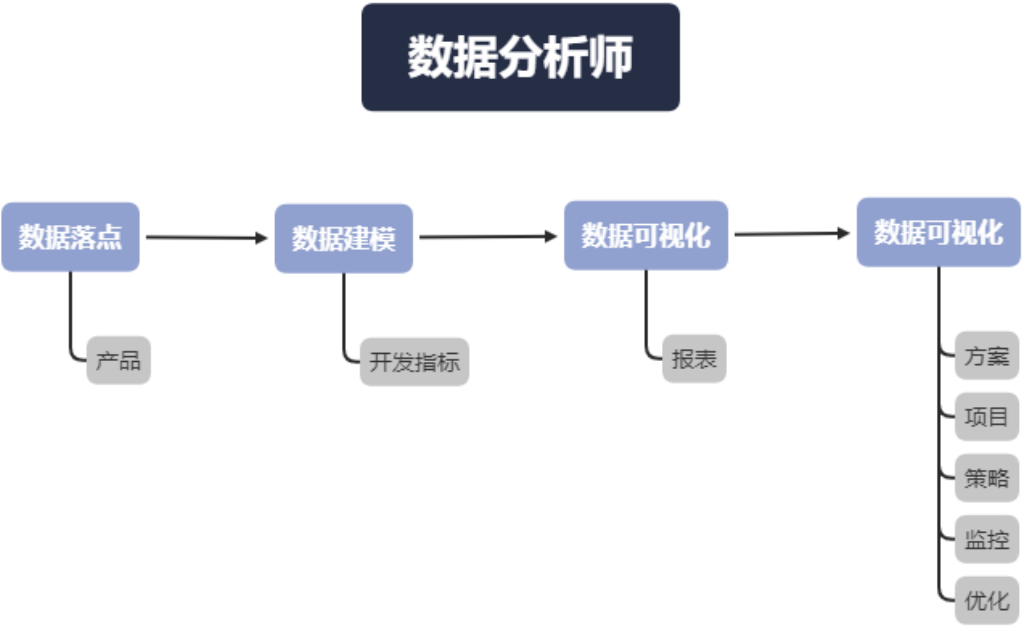 数据分析师
数据落点
数据建模
数据可视化
数据可视化
产品
开发指标
报表
方案
项目
策略
监控
优化